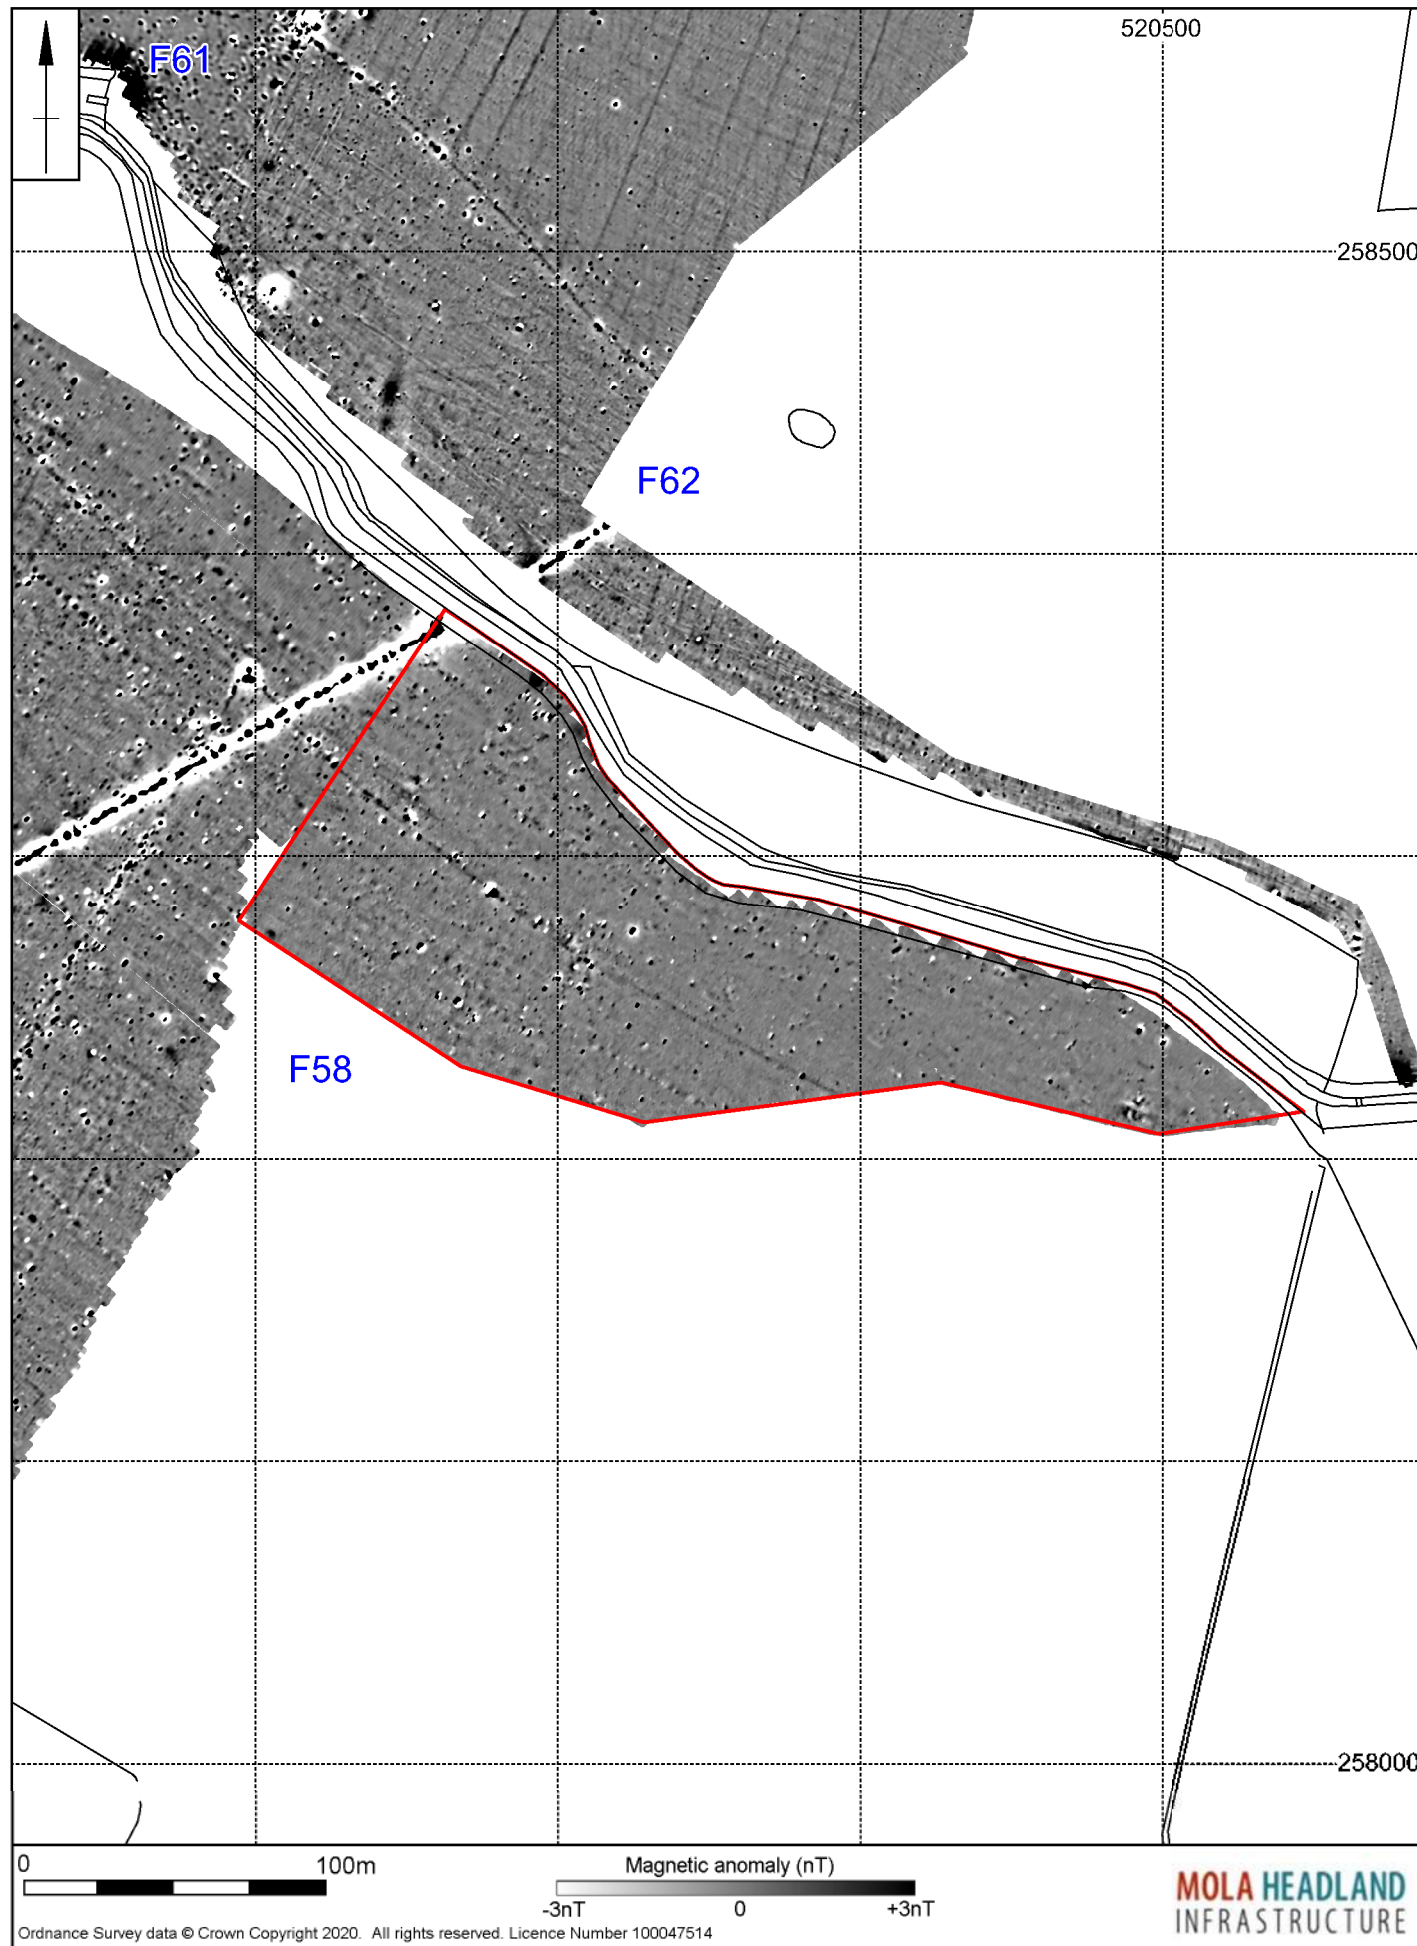 520500
F61
258500
F62
F58
258000
0 100m
Magnetic anomaly (nT)
-3nT 0 +3nT
Ordnance Survey data © Crown Copyright 2020. All rights reserved. Licence Number 100047514
MOLA HEADLAND
INFRASTRUCTURE